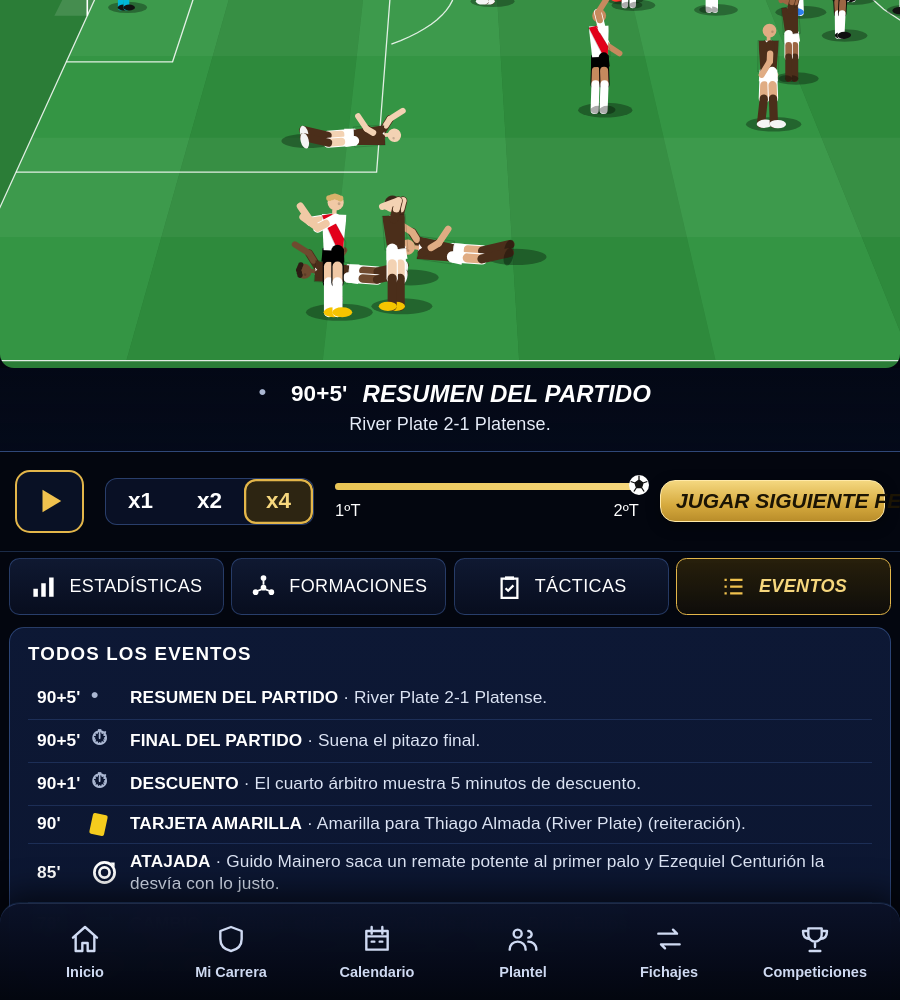 • 90+5' RESUMEN DEL PARTIDO
River Plate 2-1 Platense.
x1 x2 x4
1ºT 2ºT
JUGAR SIGUIENTE FE
ESTADÍSTICAS FORMACIONES TÁCTICAS EVENTOS
TODOS LOS EVENTOS
90+5' • RESUMEN DEL PARTIDO · River Plate 2-1 Platense.
90+5' FINAL DEL PARTIDO · Suena el pitazo final.
90+1' DESCUENTO · El cuarto árbitro muestra 5 minutos de descuento.
90' TARJETA AMARILLA · Amarilla para Thiago Almada (River Plate) (reiteración).
85' ATAJADA · Guido Mainero saca un remate potente al primer palo y Ezequiel Centurión la
desvía con lo justo.
Inicio Mi Carrera Calendario Plantel Fichajes Competiciones